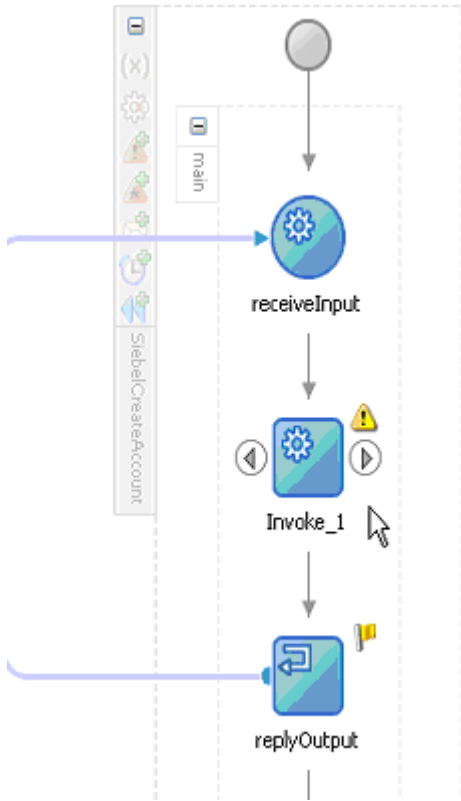 main
receiveInput
SiebelCreateAccount
Invoke_1
replyOutput